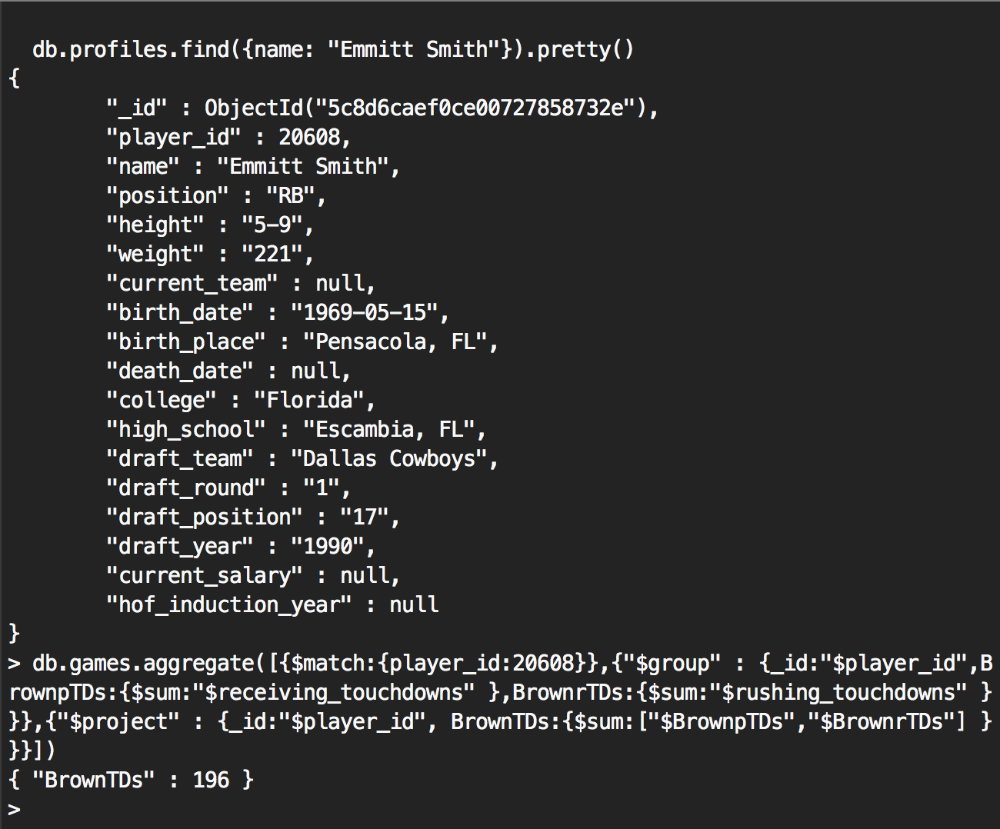 db.profiles.find({name: "Emmitt Smith"}).pretty()
{
"_id" : ObjectId("5c8d6caef0ce00727858732e"),
"player_id" : 20608,
"name" : "Emmitt Smith",
"position" : "RB",
"height" : "5-9",
"weight" : "221",
"current_team" : null,
"birth_date" : "1969-05-15",
"birth_place" : "Pensacola, FL",
"death_date" : null,
"college" : "Florida",
"high_school" : "Escambia, FL",
"draft_team" : "Dallas Cowboys",
"draft_round" : "1",
"draft_position" : "17",
"draft_year" : "1990",
"current_salary" : null,
"hof_induction_year" : null
}
> db.games.aggregate([{$match:{player_id:20608}},{"$group" : {_id:"$player_id",B
rownpTDs:{$sum:"$receiving_touchdowns" },BrownrTDs:{$sum:"$rushing_touchdowns" }
}},{"$project" : {_id:"$player_id", BrownTDs:{$sum:["$BrownpTDs","$BrownrTDs"] }
}}])
{ "BrownTDs" : 196 }
>